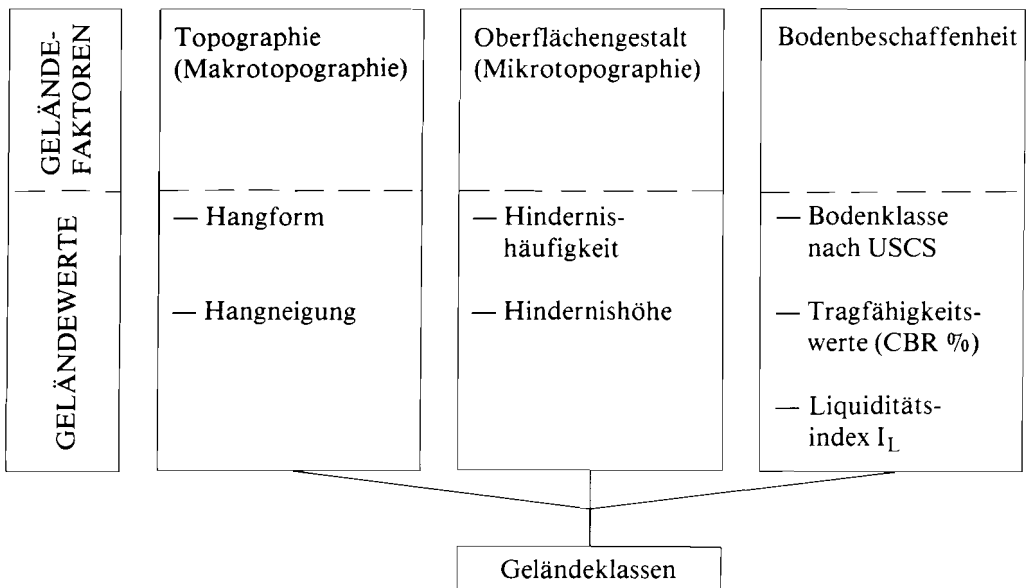 GELÄNDE-
FAKTOREN
Topographie
(Makrotopographie)
Oberflächengestalt
(Mikrotopographie)
Bodenbeschaffenheit
GELÄNDEWERTE
— Hangform
— Hangneigung
— Hindernis-
häufigkeit
— Hindernishöhe
— Bodenklasse
nach USCS
— Tragfähigkeits-
werte (CBR %)
— Liquiditäts-
index I_L
Geländeklassen